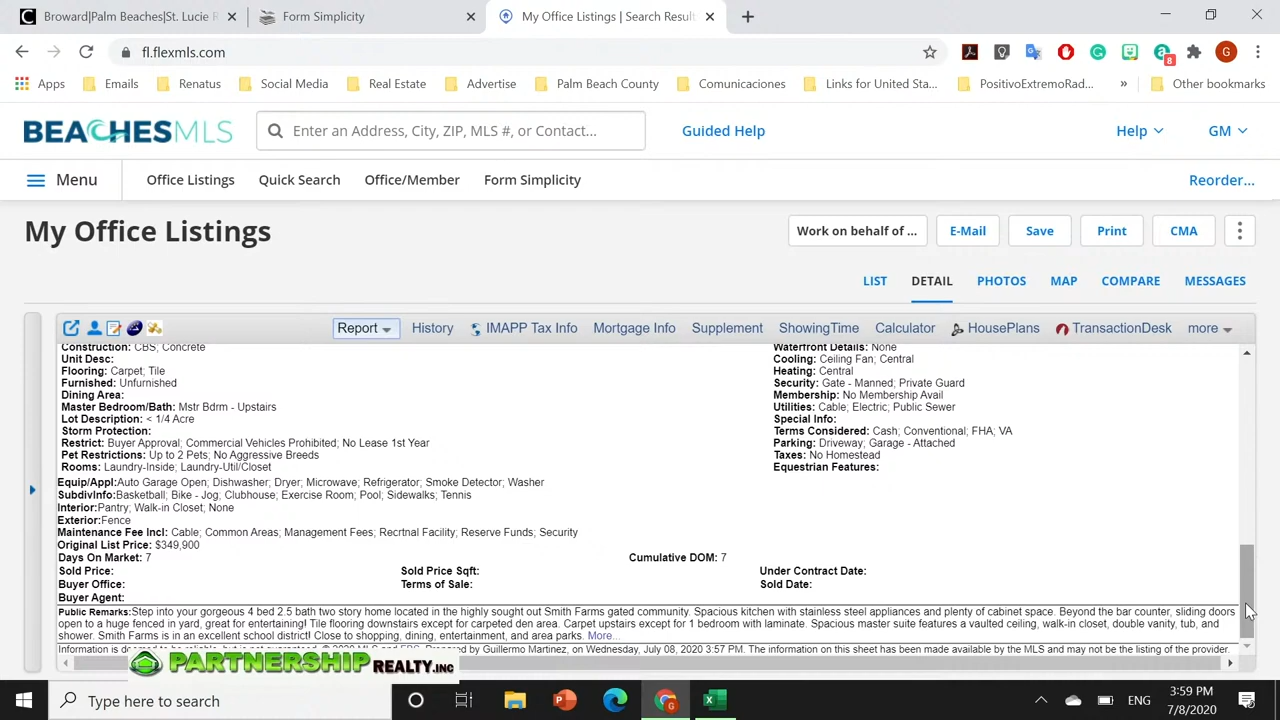 Broward|Palm Beaches|St. Lucie R
Form Simplicity
My Office Listings | Search Result
fl.flexmls.com
8
G
Apps
Emails
Renatus
Social Media
Real Estate
Advertise
Palm Beach County
Comunicaciones
Links for United Sta...
PositivoExtremoRad...
»
Other bookmarks
BEACHESMLS
Enter an Address, City, ZIP, MLS #, or Contact...
Guided Help
Help
GM
Menu
Office Listings
Quick Search
Office/Member
Form Simplicity
Reorder...
My Office Listings
Work on behalf of ...
E-Mail
Save
Print
CMA
LIST
DETAIL
PHOTOS
MAP
COMPARE
MESSAGES
Report
History
IMAPP Tax Info
Mortgage Info
Supplement
ShowingTime
Calculator
HousePlans
TransactionDesk
more
Construction: CBS; Concrete
Waterfront Details: None
Unit Desc:
Cooling: Ceiling Fan; Central
Flooring: Carpet; Tile
Heating: Central
Furnished: Unfurnished
Security: Gate - Manned; Private Guard
Dining Area:
Membership: No Membership Avail
Master Bedroom/Bath: Mstr Bdrm - Upstairs
Utilities: Cable; Electric; Public Sewer
Lot Description: < 1/4 Acre
Special Info:
Storm Protection:
Terms Considered: Cash; Conventional; FHA; VA
Restrict: Buyer Approval; Commercial Vehicles Prohibited; No Lease 1st Year
Parking: Driveway; Garage - Attached
Pet Restrictions: Up to 2 Pets; No Aggressive Breeds
Taxes: No Homestead
Rooms: Laundry-Inside; Laundry-Util/Closet
Equestrian Features:
Equip/Appl:Auto Garage Open; Dishwasher; Dryer; Microwave; Refrigerator; Smoke Detector; Washer
SubdivInfo:Basketball; Bike - Jog; Clubhouse; Exercise Room; Pool; Sidewalks; Tennis
Interior:Pantry; Walk-in Closet; None
Exterior:Fence
Maintenance Fee Incl: Cable; Common Areas; Management Fees; Recrtnal Facility; Reserve Funds; Security
Original List Price: $349,900
Days On Market: 7
Cumulative DOM: 7
Sold Price:
Sold Price Sqft:
Under Contract Date:
Buyer Office:
Terms of Sale:
Sold Date:
Buyer Agent:
Public Remarks:Step into your gorgeous 4 bed 2.5 bath two story home located in the highly sought out Smith Farms gated community. Spacious kitchen with stainless steel appliances and plenty of cabinet space. Beyond the bar counter, sliding doors
open to a huge fenced in yard, great for entertaining! Tile flooring downstairs except for carpeted den area. Carpet upstairs except for 1 bedroom with laminate. Spacious master suite features a vaulted ceiling, walk-in closet, double vanity, tub, and
shower. Smith Farms is in an excellent school district! Close to shopping, dining, entertainment, and area parks. More...
Information is deemed to be reliable, but is not guaranteed. © 2020 MLS and FBS. Prepared by Guillermo Martinez, on Wednesday, July 08, 2020 3:57 PM. The information on this sheet has been made available by the MLS and may not be the listing of the provider.
PARTNERSHIP REALTY.INC
Type here to search
ENG
3:59 PM
7/8/2020